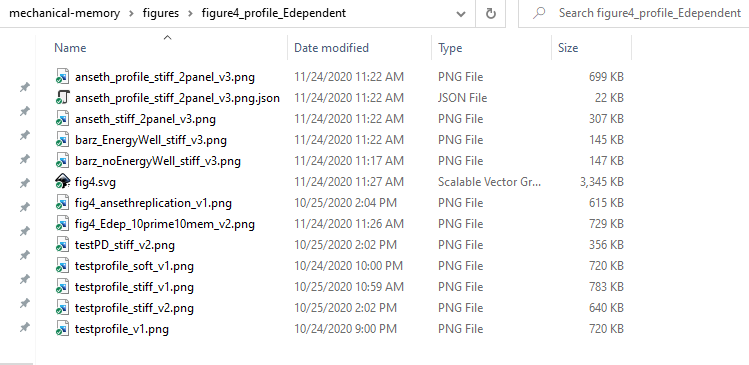 mechanical-memory > figures > figure4_profile_Edependent Search figure4_profile_Edependent
Name Date modified Type Size
anseth_profile_stiff_2panel_v3.png 11/24/2020 11:22 AM PNG File 699 KB
anseth_profile_stiff_2panel_v3.png.json 11/24/2020 11:22 AM JSON File 22 KB
anseth_stiff_2panel_v3.png 11/24/2020 11:22 AM PNG File 307 KB
barz_EnergyWell_stiff_v3.png 11/24/2020 11:22 AM PNG File 145 KB
barz_noEnergyWell_stiff_v3.png 11/24/2020 11:17 AM PNG File 147 KB
fig4.svg 11/24/2020 11:27 AM Scalable Vector Gr... 3,345 KB
fig4_ansethreplication_v1.png 10/25/2020 2:04 PM PNG File 615 KB
fig4_Edep_10prime10mem_v2.png 11/24/2020 11:26 AM PNG File 729 KB
testPD_stiff_v2.png 10/25/2020 2:02 PM PNG File 356 KB
testprofile_soft_v1.png 10/24/2020 10:00 PM PNG File 720 KB
testprofile_stiff_v1.png 10/25/2020 10:59 AM PNG File 783 KB
testprofile_stiff_v2.png 10/25/2020 2:02 PM PNG File 640 KB
testprofile_v1.png 10/24/2020 9:00 PM PNG File 720 KB